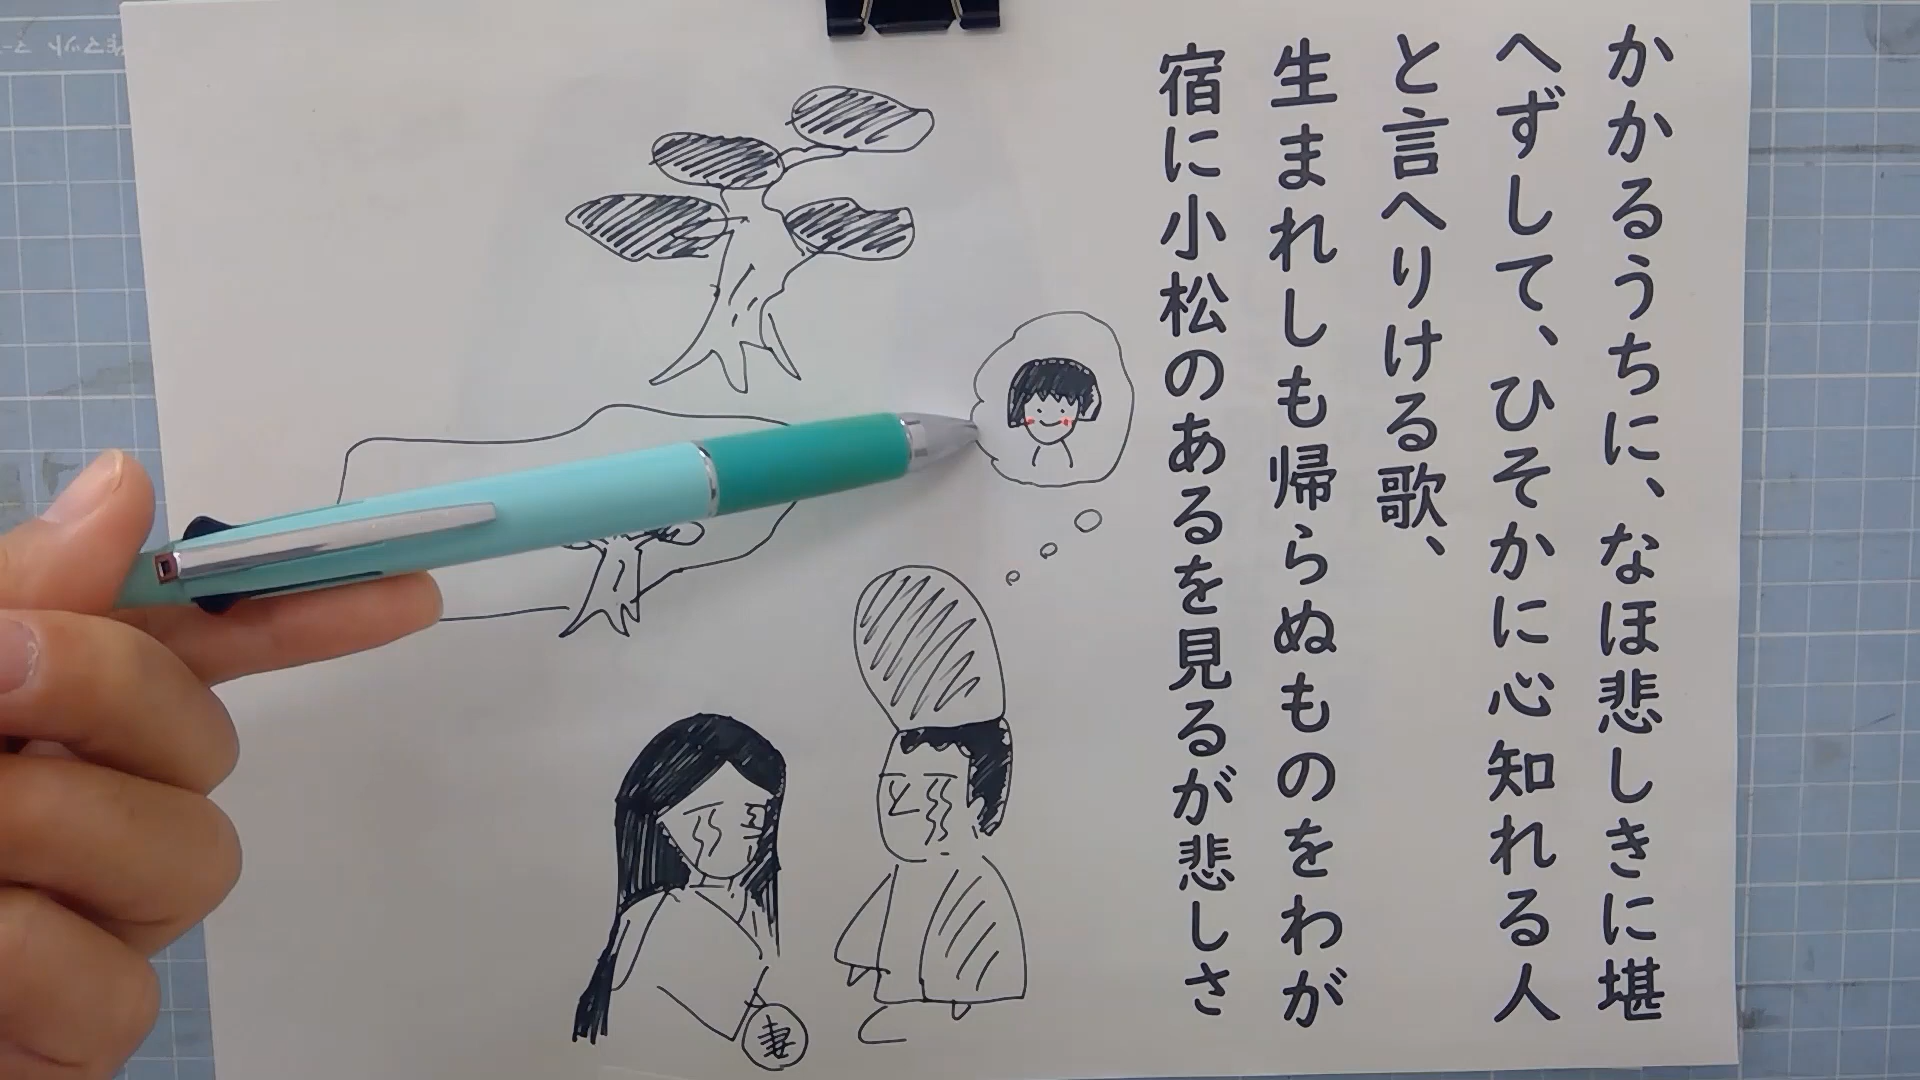 かかるうちに、なほ悲しきに堪
へずして、ひそかに心知れる人
と言へりける歌、
生まれしも帰らぬものをわが
宿に小松のあるを見るが悲しさ
妻